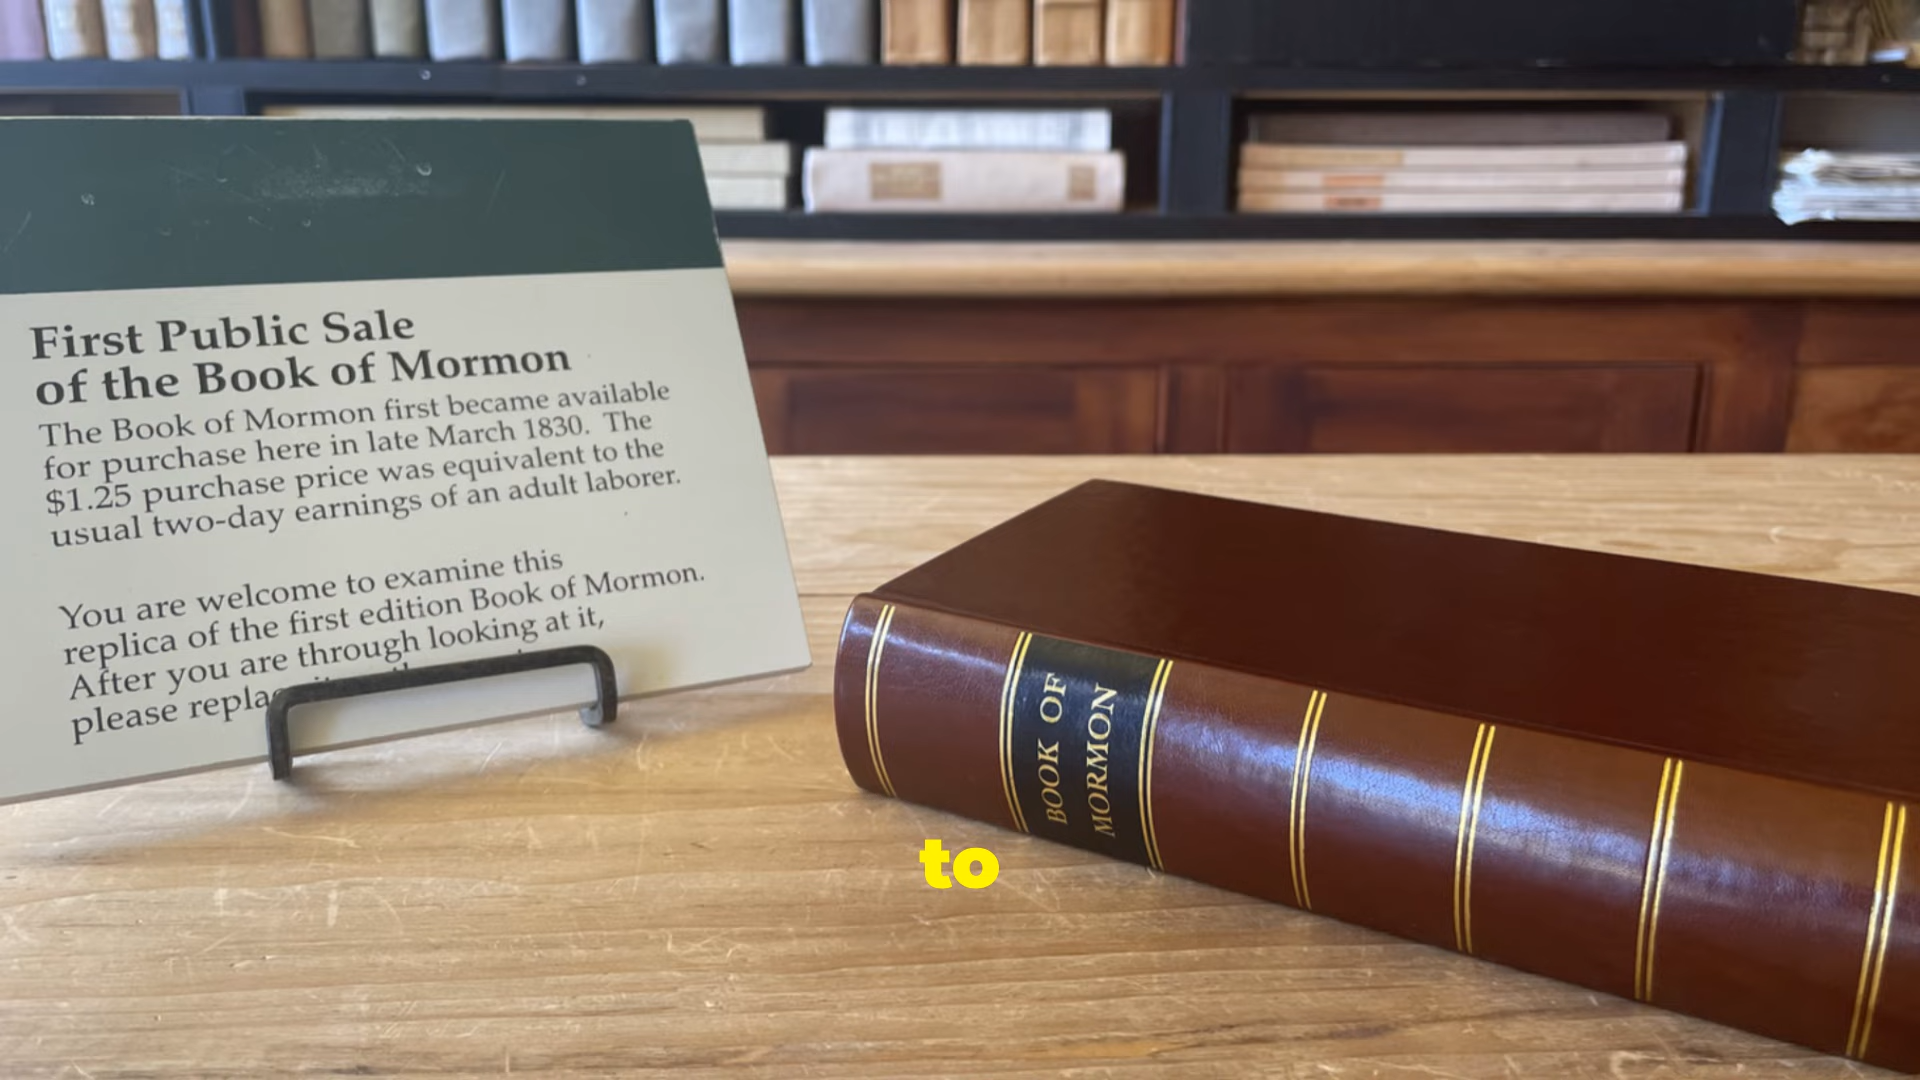 First Public Sale
of the Book of Mormon
The Book of Mormon first became available
for purchase here in late March 1830. The
$1.25 purchase price was equivalent to the
usual two-day earnings of an adult laborer.
You are welcome to examine this
replica of the first edition Book of Mormon.
After you are through looking at it,
please
BOOK OF
MORMON
to